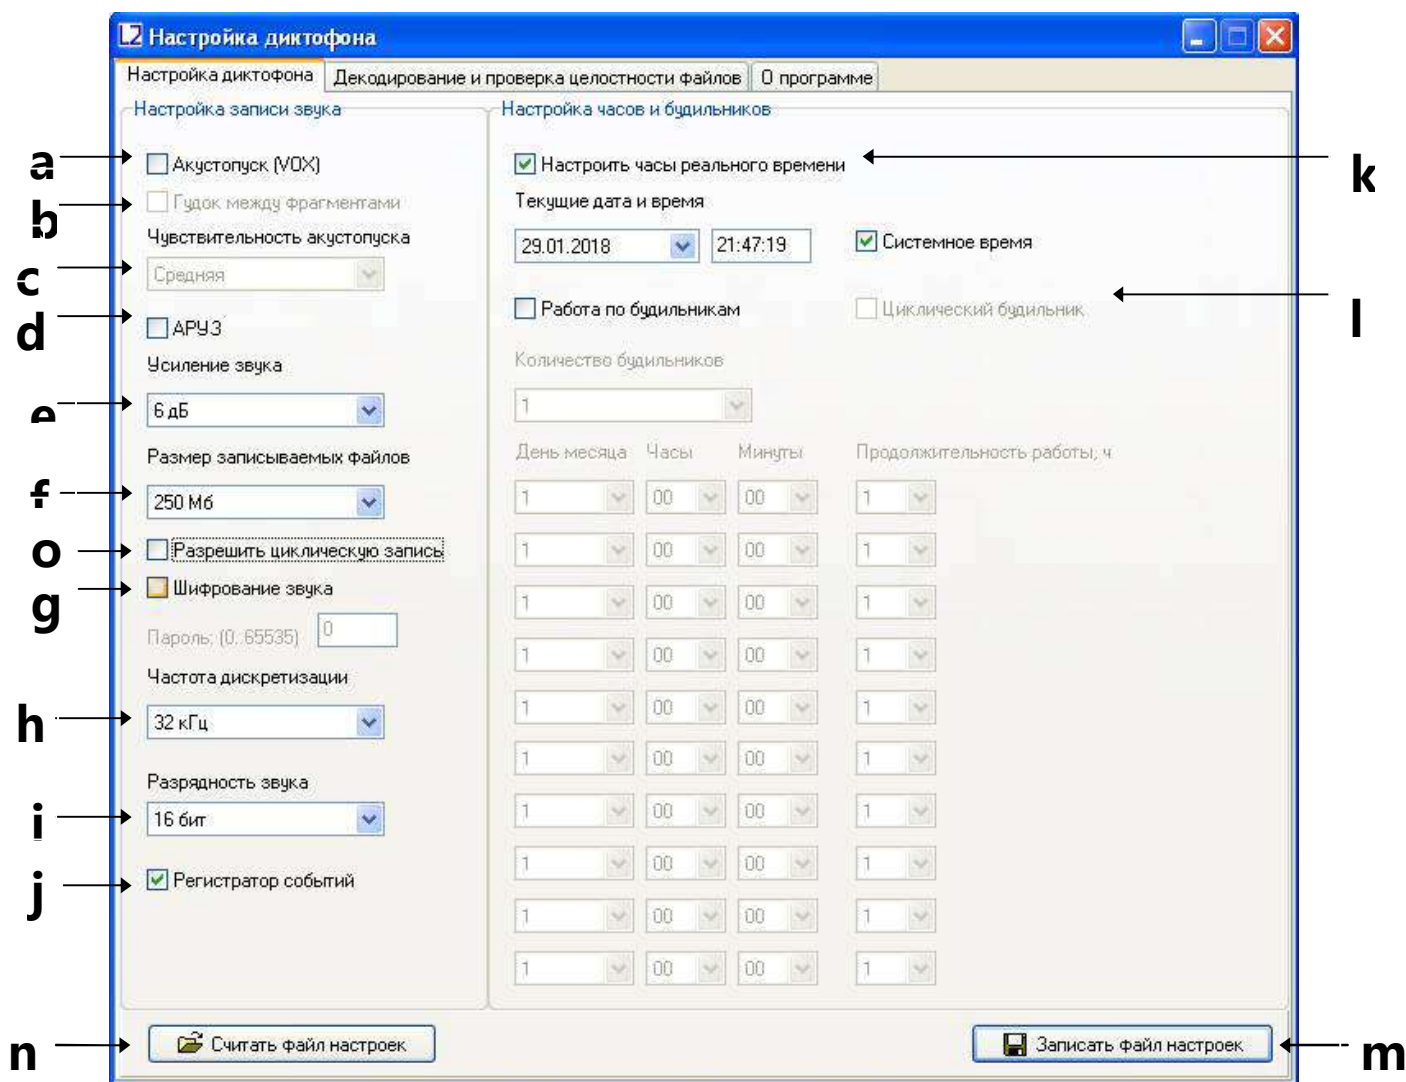 L2 Настройка диктофона
Настройка диктофона Декодирование и проверка целостности файлов О программе
Настройка записи звука
a Акустопуск (VOX)
b Гудок между фрагментами
Чувствительность акустопуска
c Средняя
d АРУЗ
Усиление звука
e 6 дБ
Размер записываемых файлов
f 250 Мб
o Разрешить циклическую запись
g Шифрование звука
Пароль: (0..65535) 0
Частота дискретизации
h 32 кГц
Разрядность звука
i 16 бит
j Регистратор событий
Настройка часов и будильников
Настроить часы реального времени k
Текущие дата и время
29.01.2018 21:47:19 Системное время
Работа по будильникам Циклический будильник l
Количество будильников
1
День месяца Часы Минуты Продолжительность работы, ч
1 00 00 1
1 00 00 1
1 00 00 1
1 00 00 1
1 00 00 1
1 00 00 1
1 00 00 1
1 00 00 1
1 00 00 1
1 00 00 1
n Считать файл настроек Записать файл настроек m